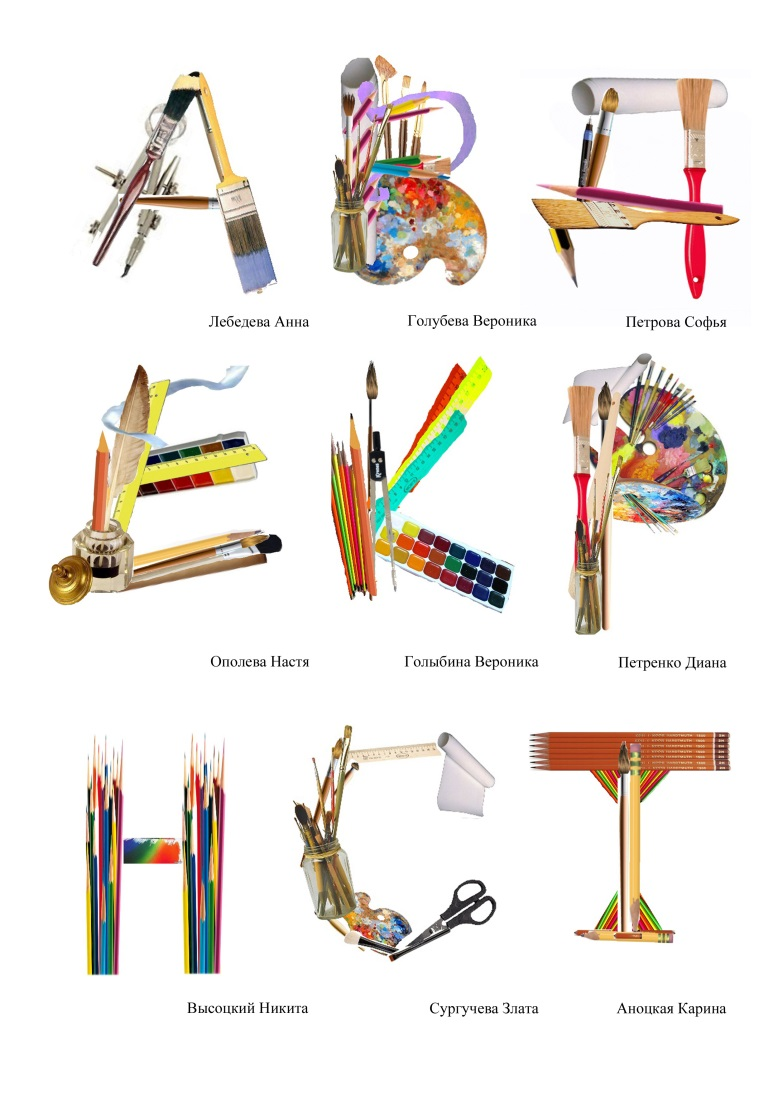 А В Я
Лебедева Анна Голубева Вероника Петрова Софья
Е К Р
Ополева Настя Голыбина Вероника Петренко Диана
Н С Т
Высоцкий Никита Сургучева Злата Аноцкая Карина